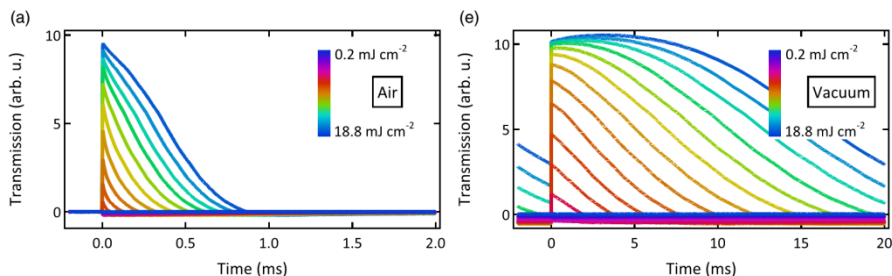 (a)
Transmission (arb. u.)
10
5
0
0.2 mJ cm-2
Air
18.8 mJ cm-2
0.0
0.5
1.0
1.5
2.0
Time (ms)
(e)
Transmission (arb. u.)
10
5
0
0.2 mJ cm-2
Vacuum
18.8 mJ cm-2
0
5
10
15
20
Time (ms)